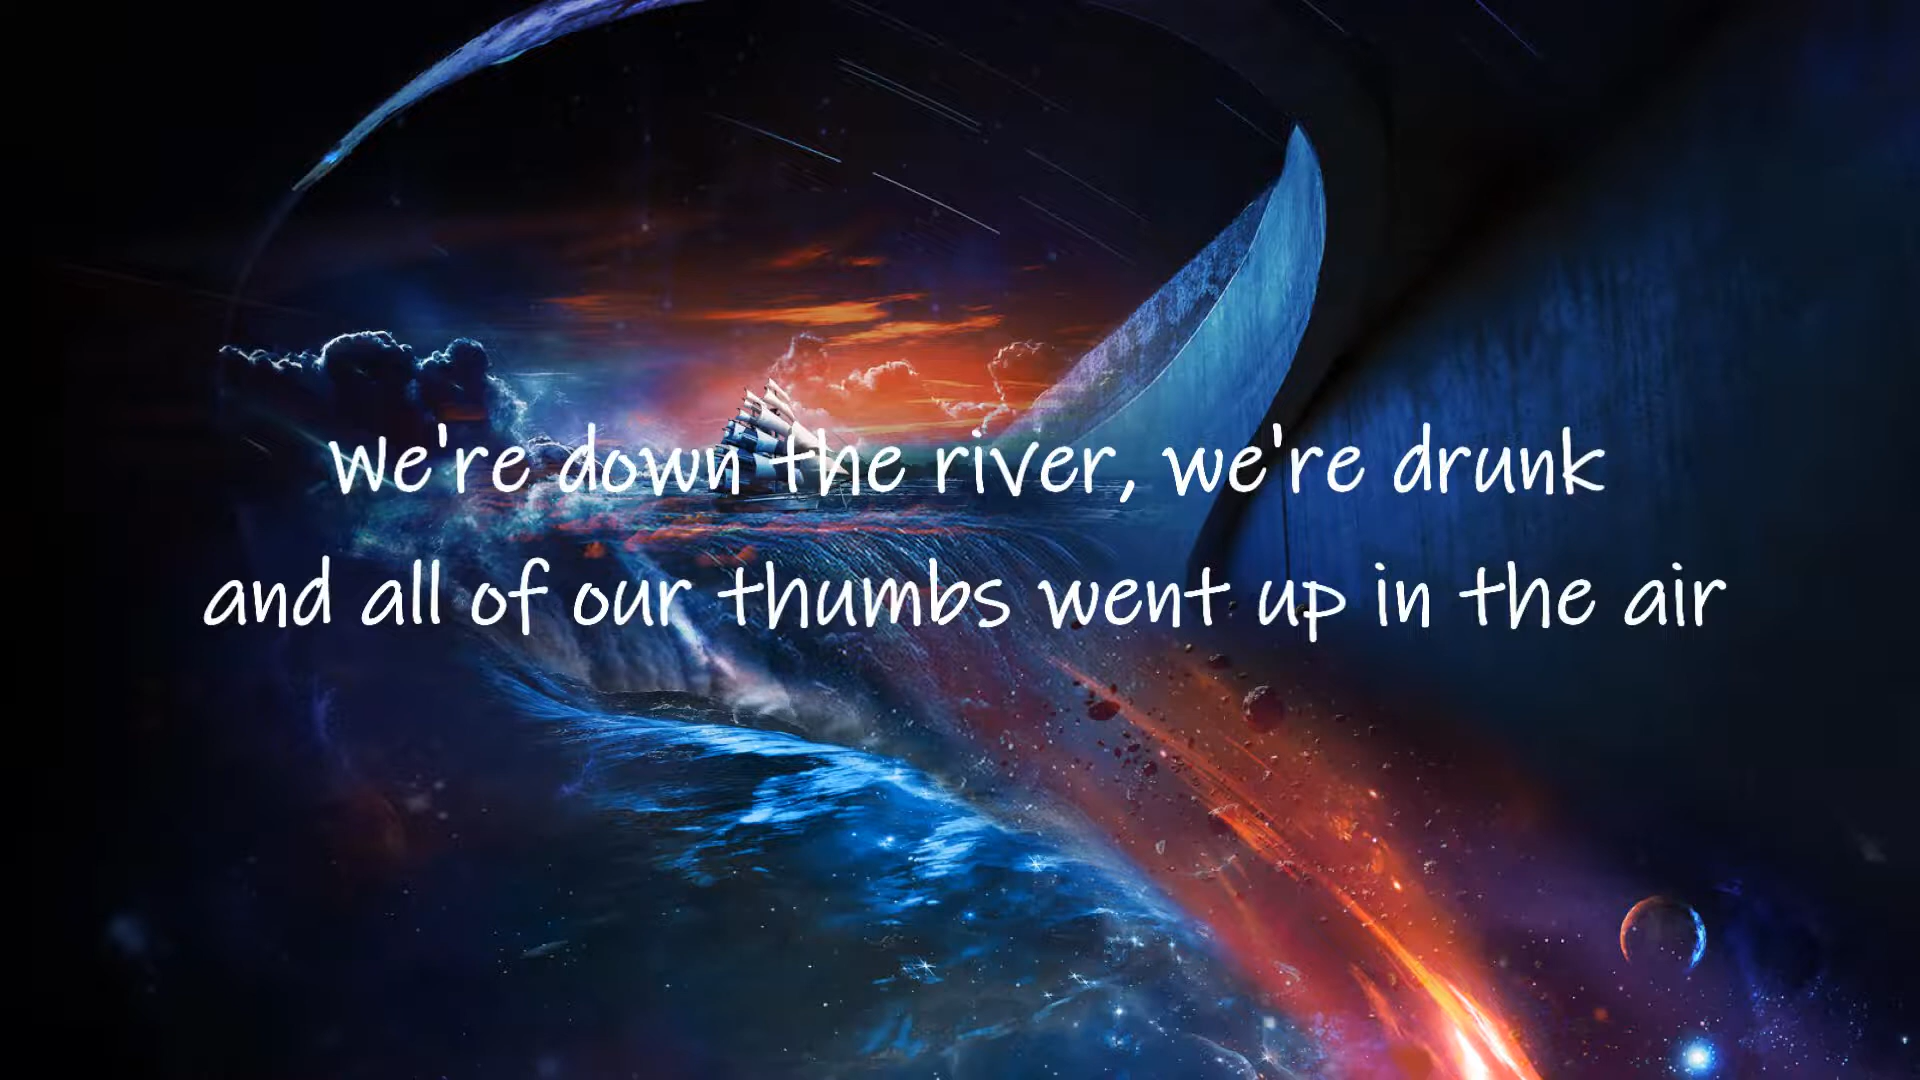 We're down the river, we're drunk
and all of our thumbs went up in the air